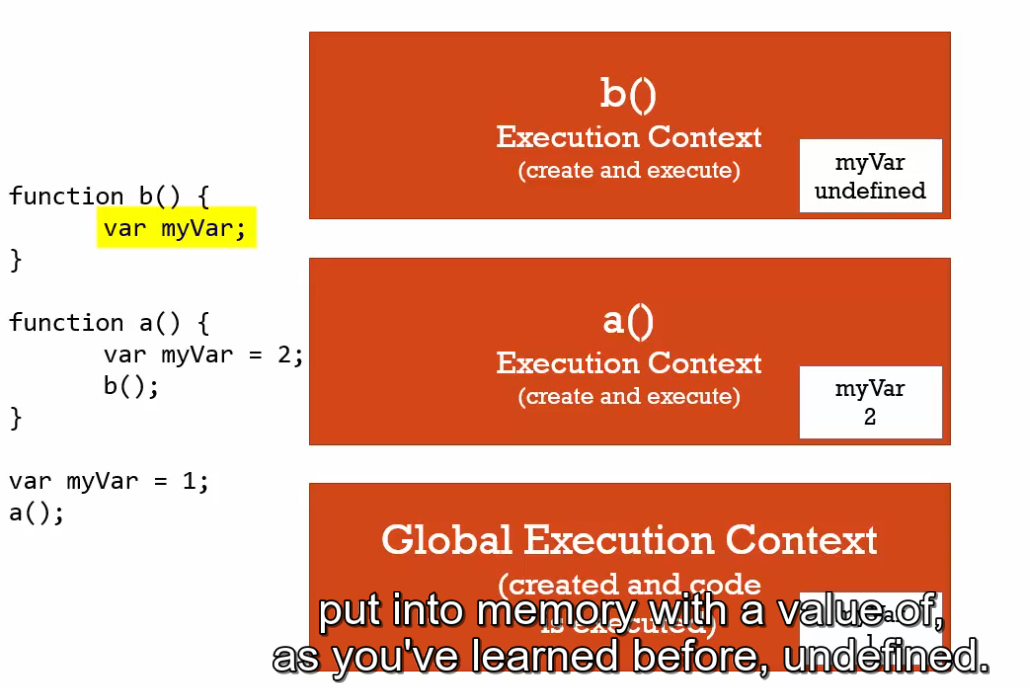 function b() {
var myVar;
}
function a() {
var myVar = 2;
b();
}
var myVar = 1;
a();
b()
Execution Context
(create and execute)
myVar
undefined
a()
Execution Context
(create and execute)
myVar
2
Global Execution Context
(created and code
is executed)
myVar
1
put into memory with a value of,
as you've learned before, undefined.